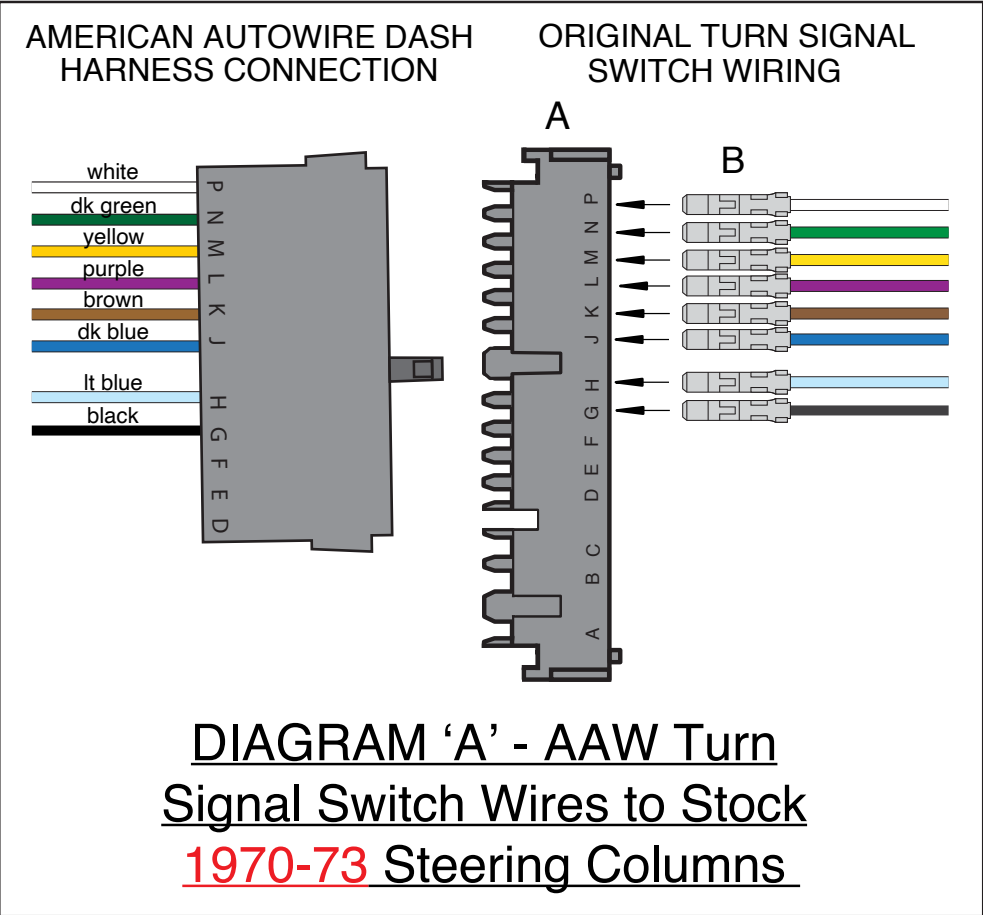 AMERICAN AUTOWIRE DASH
HARNESS CONNECTION
ORIGINAL TURN SIGNAL
SWITCH WIRING
A
B
white
dk green
yellow
purple
brown
dk blue
lt blue
black
P
N
M
L
K
J
H
G
F
E
D
P
N
M
L
K
J
H
G
F
E
D
C
B
A
DIAGRAM ‘A’ - AAW Turn
Signal Switch Wires to Stock
1970-73 Steering Columns